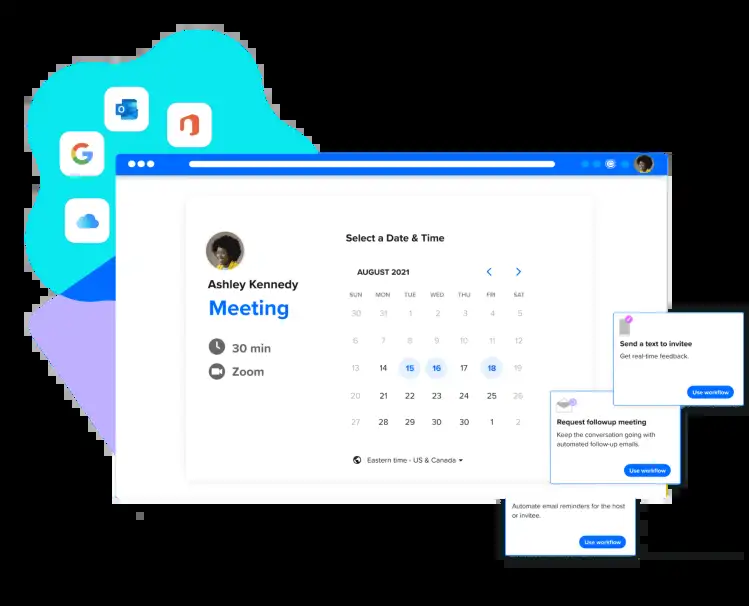 Select a Date & Time
Ashley Kennedy
Meeting
30 min
Zoom
AUGUST 2021
SUN MON TUE WED THU FRI SAT
30 31 1 2 3 4 5
6 7 8 9 10 11 12
13 14 15 16 17 18 19
20 21 22 23 24 25 26
27 28 29 30 30 1 2
Eastern time - US & Canada
Send a text to invitee
Get real-time feedback.
Use workflow
Request followup meeting
Keep the conversation going with
automated follow-up emails.
Use workflow
Automate email reminders for the host
or invitee.
Use workflow